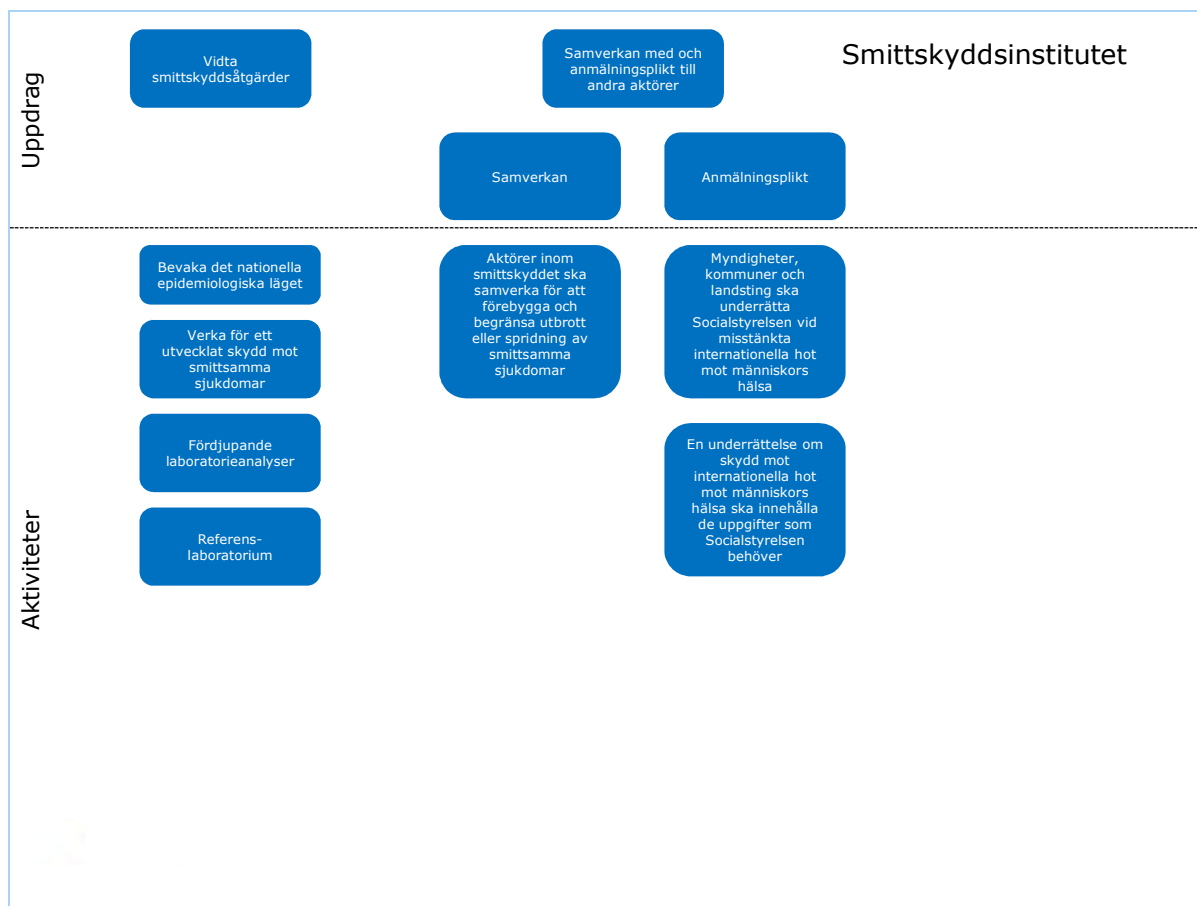 Smittskyddsinstitutet
Uppdrag
Vidta
smittskyddsåtgärder
Samverkan med och
anmälningsplikt till
andra aktörer
Samverkan
Anmälningsplikt
Aktiviteter
Bevaka det nationella
epidemiologiska läget
Verka för ett
utvecklat skydd mot
smittsamma
sjukdomar
Fördjupande
laboratorieanalyser
Referens-
laboratorium
Aktörer inom
smittskyddet ska
samverka för att
förebygga och
begränsa utbrott
eller spridning av
smittsamma
sjukdomar
Myndigheter,
kommuner och
landsting ska
underrätta
Socialstyrelsen vid
misstänkta
internationella hot
mot människors
hälsa
En underrättelse om
skydd mot
internationella hot
mot människors
hälsa ska innehålla
de uppgifter som
Socialstyrelsen
behöver